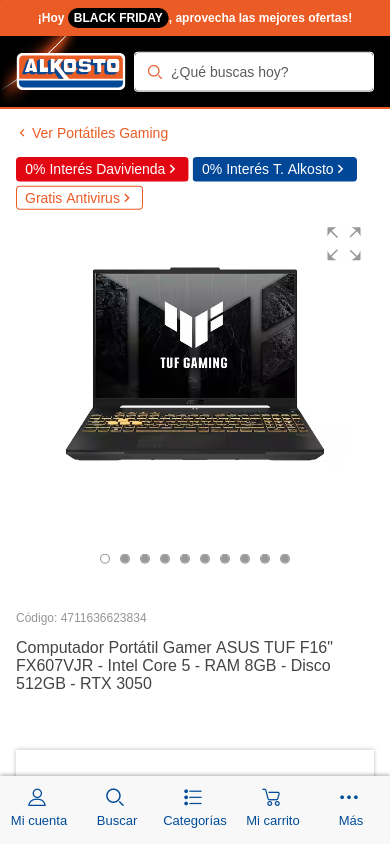 ¡Hoy BLACK FRIDAY, aprovecha las mejores ofertas!
ALKOSTO
¿Qué buscas hoy?
Ver Portátiles Gaming
0% Interés Davivienda
0% Interés T. Alkosto
Gratis Antivirus
TUF GAMING
Código: 4711636623834
Computador Portátil Gamer ASUS TUF F16"
FX607VJR - Intel Core 5 - RAM 8GB - Disco
512GB - RTX 3050
Mi cuenta
Buscar
Categorías
Mi carrito
Más